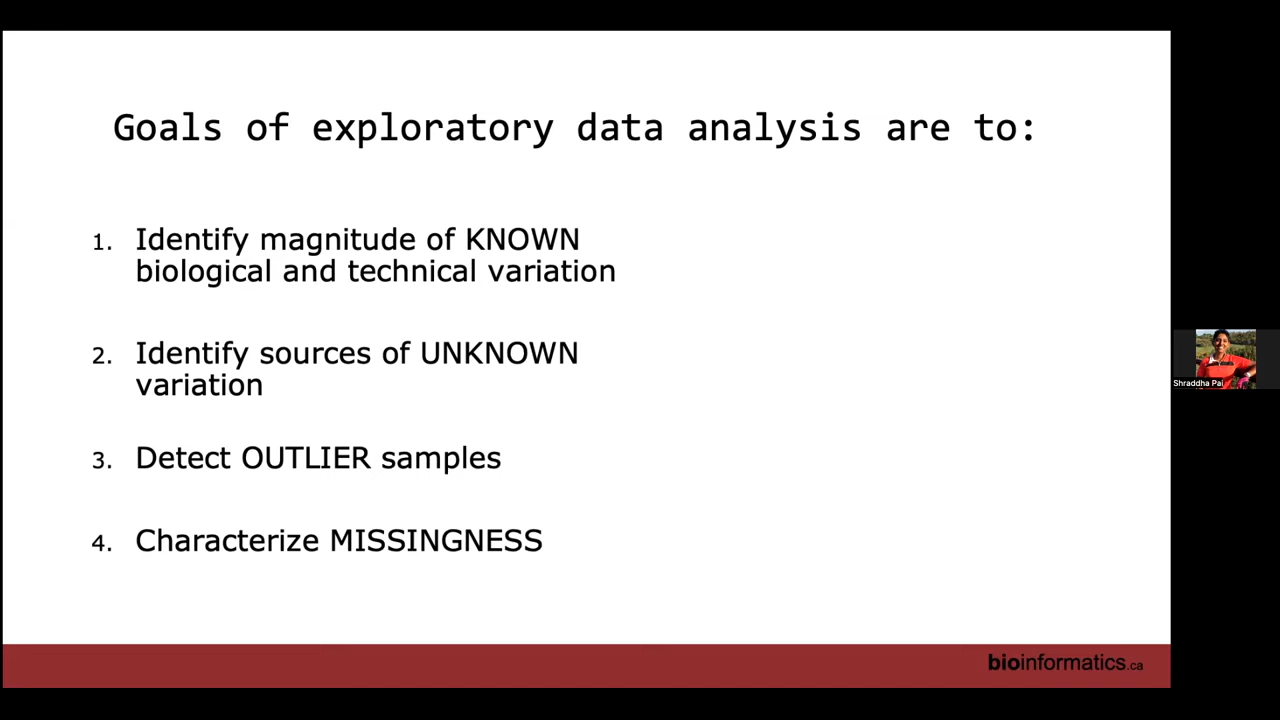 Goals of exploratory data analysis are to:
1. Identify magnitude of KNOWN
biological and technical variation
2. Identify sources of UNKNOWN
variation
3. Detect OUTLIER samples
4. Characterize MISSINGNESS
bioinformatics.ca
Shraddha Pai